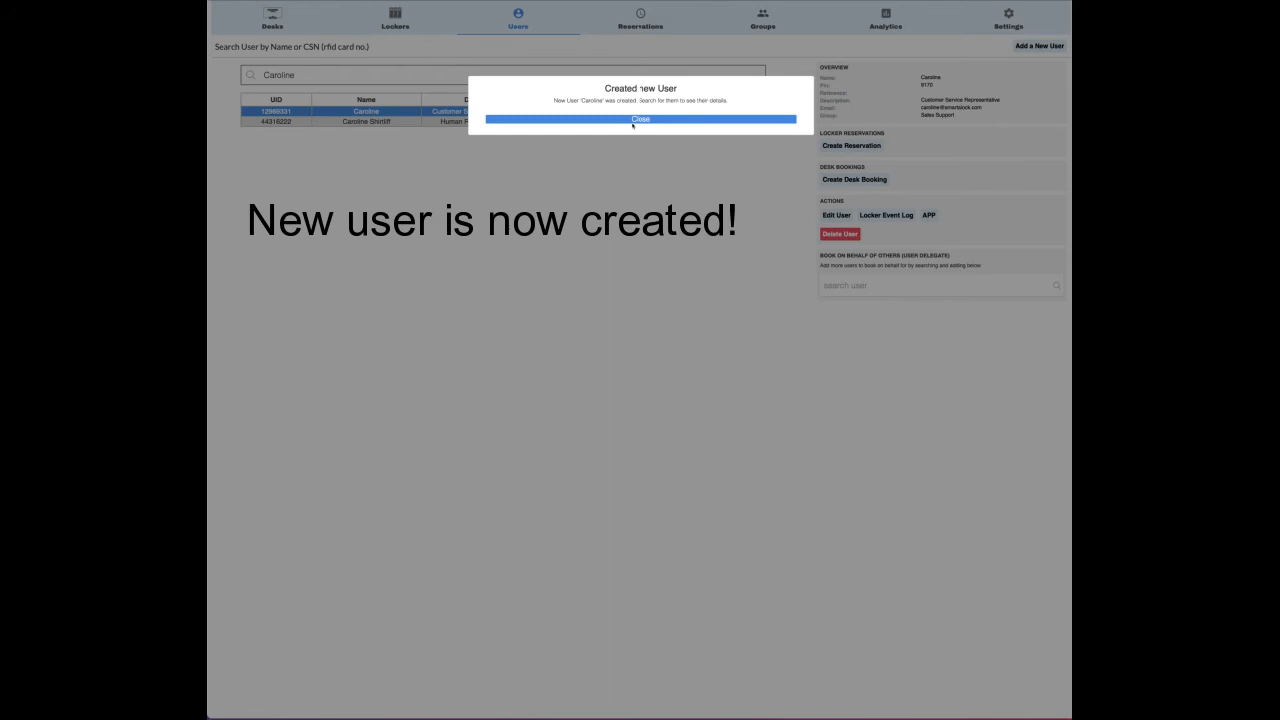 Desks
Lockers
Users
Reservations
Groups
Analytics
Settings
Search User by Name or CSN (rfid card no.)
Add a New User
Caroline
UID
Name
12969331
Caroline
Customer S
44316222
Caroline Shirtliff
Human R
Created new User
New User 'Caroline' was created. Search for them to see their details.
Close
New user is now created!
OVERVIEW
Name: Caroline
Pin: 9170
Reference:
Description: Customer Service Representative
Email: caroline@smartalock.com
Group: Sales Support
LOCKER RESERVATIONS
Create Reservation
DESK BOOKINGS
Create Desk Booking
ACTIONS
Edit User
Locker Event Log
APP
Delete User
BOOK ON BEHALF OF OTHERS (USER DELEGATE)
Add more users to book on behalf for by searching and adding below
search user